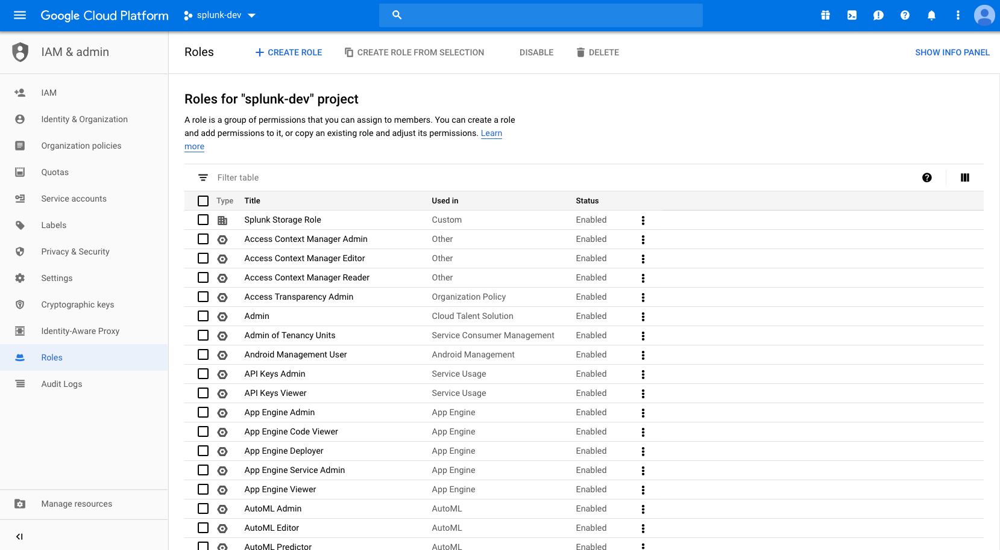 Google Cloud Platform
splunk-dev
IAM & admin
Roles
CREATE ROLE
CREATE ROLE FROM SELECTION
DISABLE
DELETE
SHOW INFO PANEL
IAM
Identity & Organization
Organization policies
Quotas
Service accounts
Labels
Privacy & Security
Settings
Cryptographic keys
Identity-Aware Proxy
Roles
Audit Logs
Manage resources
Roles for "splunk-dev" project
A role is a group of permissions that you can assign to members. You can create a role
and add permissions to it, or copy an existing role and adjust its permissions. Learn
more
Filter table
Type Title Used in Status
Splunk Storage Role Custom Enabled
Access Context Manager Admin Other Enabled
Access Context Manager Editor Other Enabled
Access Context Manager Reader Other Enabled
Access Transparency Admin Organization Policy Enabled
Admin Cloud Talent Solution Enabled
Admin of Tenancy Units Service Consumer Management Enabled
Android Management User Android Management Enabled
API Keys Admin Service Usage Enabled
API Keys Viewer Service Usage Enabled
App Engine Admin App Engine Enabled
App Engine Code Viewer App Engine Enabled
App Engine Deployer App Engine Enabled
App Engine Service Admin App Engine Enabled
App Engine Viewer App Engine Enabled
AutoML Admin AutoML Enabled
AutoML Editor AutoML Enabled
AutoML Predictor AutoML Enabled